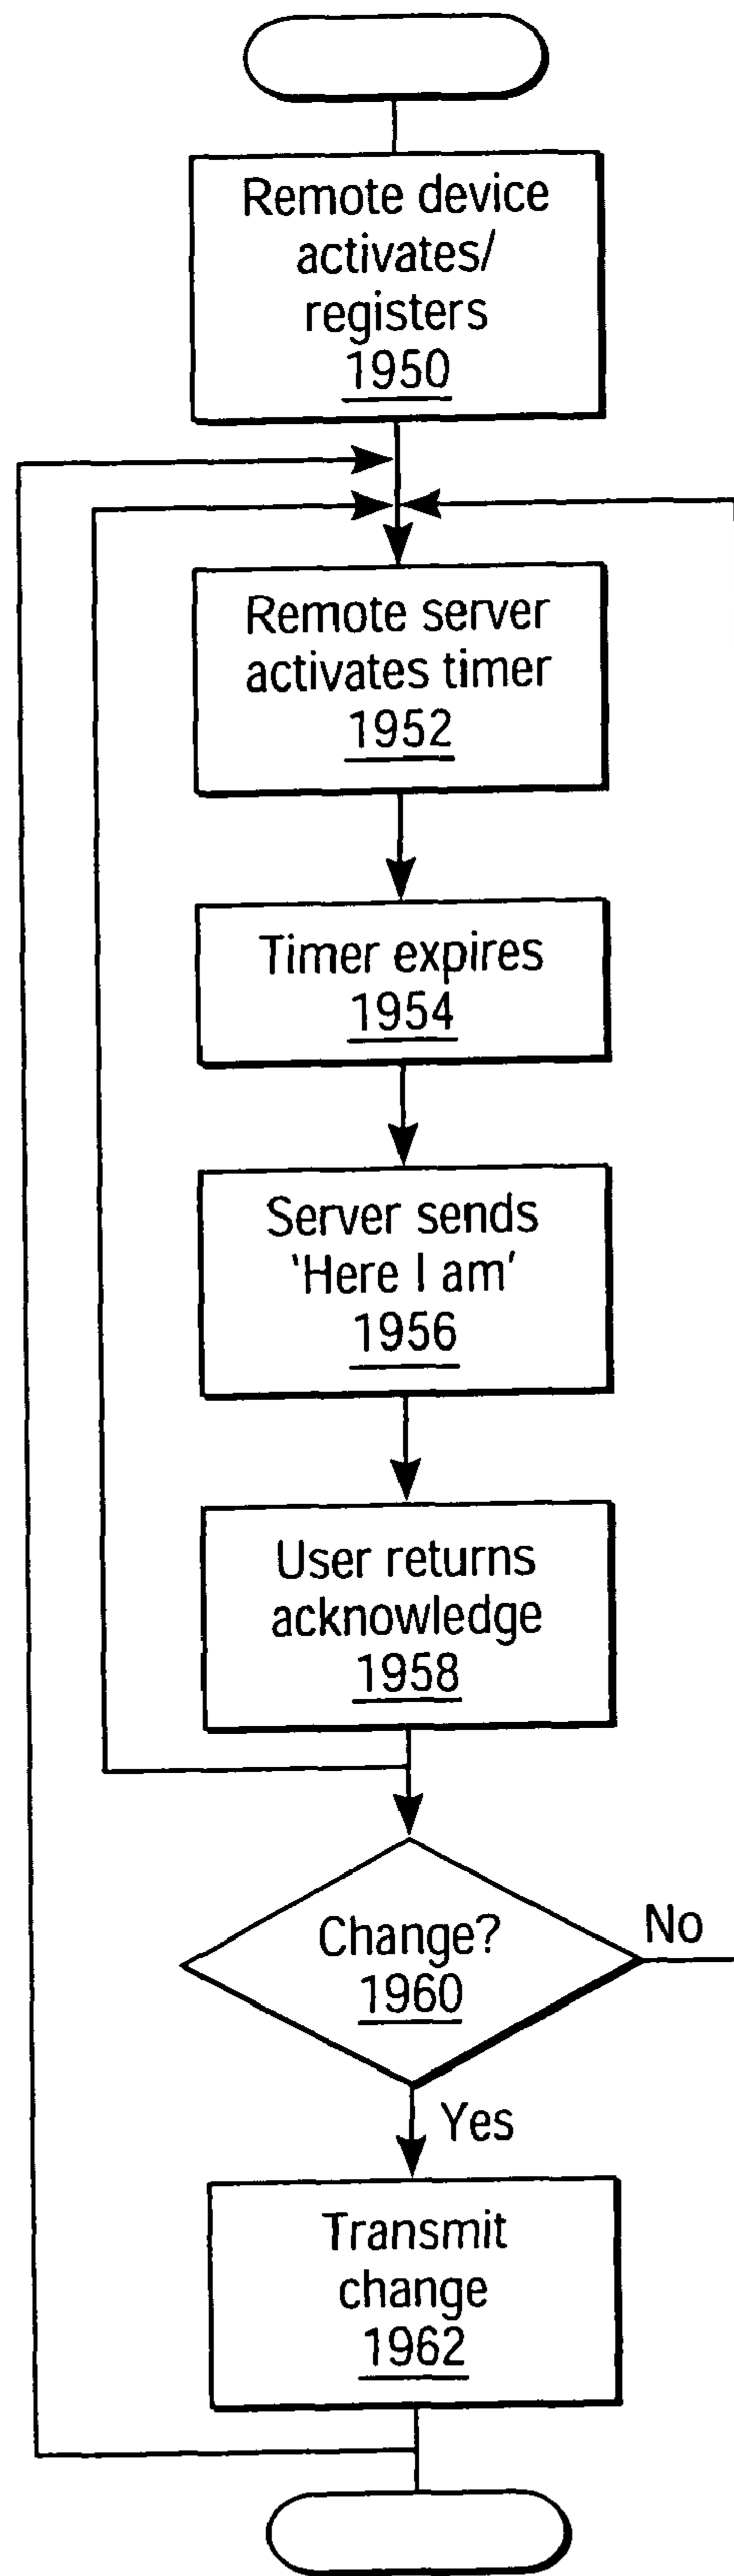 Remote device
activates/
registers
1950
Remote server
activates timer
1952
Timer expires
1954
Server sends
'Here I am'
1956
User returns
acknowledge
1958
Change?
1960
No
Yes
Transmit
change
1962